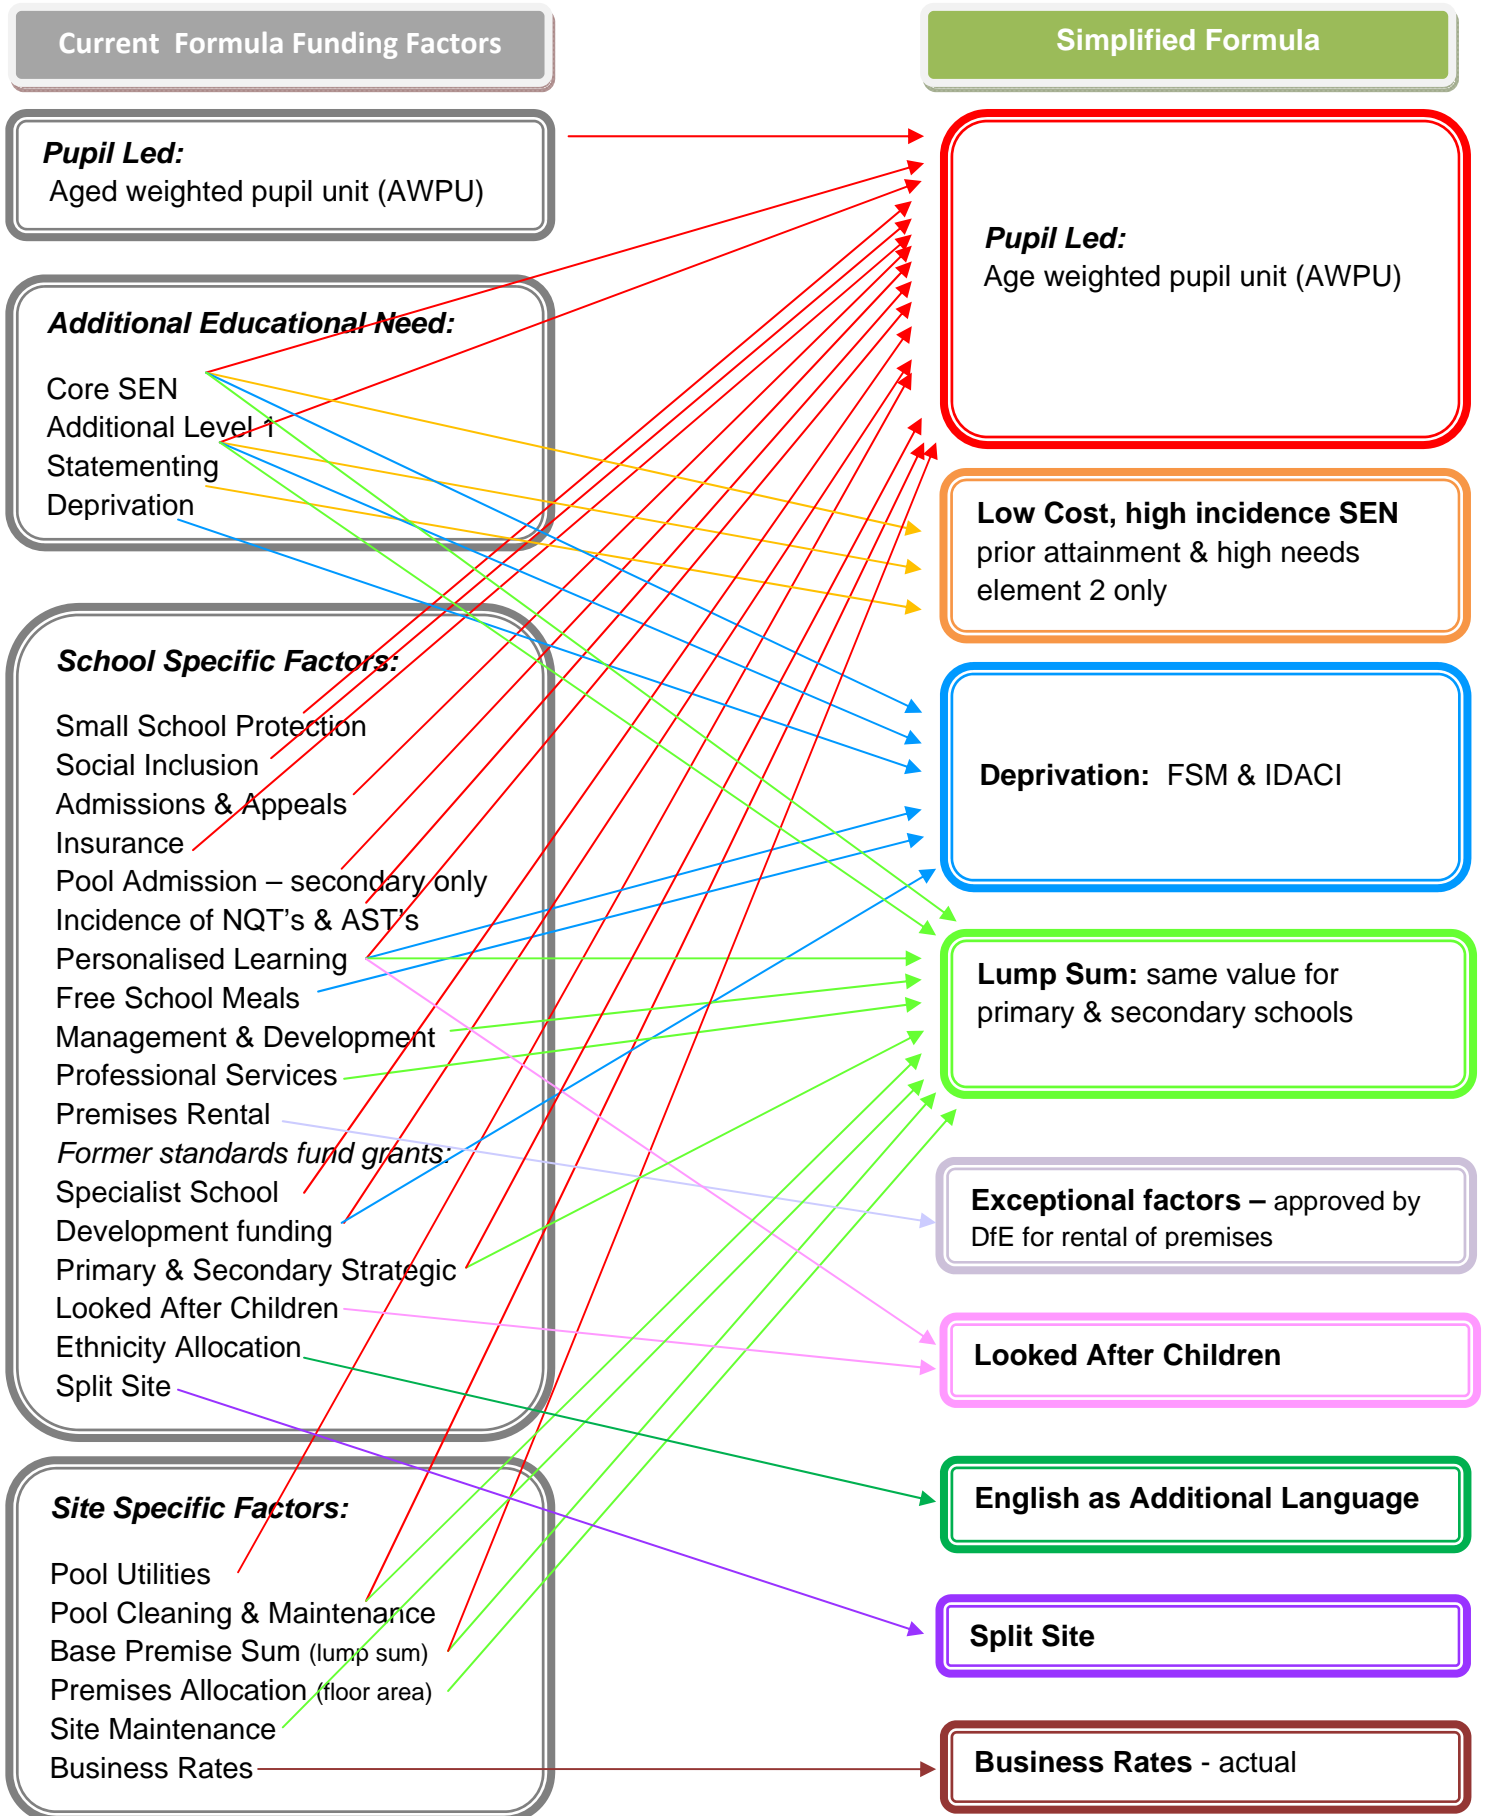 Current Formula Funding Factors
Pupil Led:
Aged weighted pupil unit (AWPU)
Additional Educational Need:
Core SEN
Additional Level 1
Statementing
Deprivation
School Specific Factors:
Small School Protection
Social Inclusion
Admissions & Appeals
Insurance
Pool Admission – secondary only
Incidence of NQT's & AST's
Personalised Learning
Free School Meals
Management & Development
Professional Services
Premises Rental
Former standards fund grants:
Specialist School
Development funding
Primary & Secondary Strategic
Looked After Children
Ethnicity Allocation
Split Site
Site Specific Factors:
Pool Utilities
Pool Cleaning & Maintenance
Base Premise Sum (lump sum)
Premises Allocation (floor area)
Site Maintenance
Business Rates
Simplified Formula
Pupil Led:
Age weighted pupil unit (AWPU)
Low Cost, high incidence SEN
prior attainment & high needs
element 2 only
Deprivation: FSM & IDACI
Lump Sum: same value for
primary & secondary schools
Exceptional factors – approved by
DfE for rental of premises
Looked After Children
English as Additional Language
Split Site
Business Rates - actual